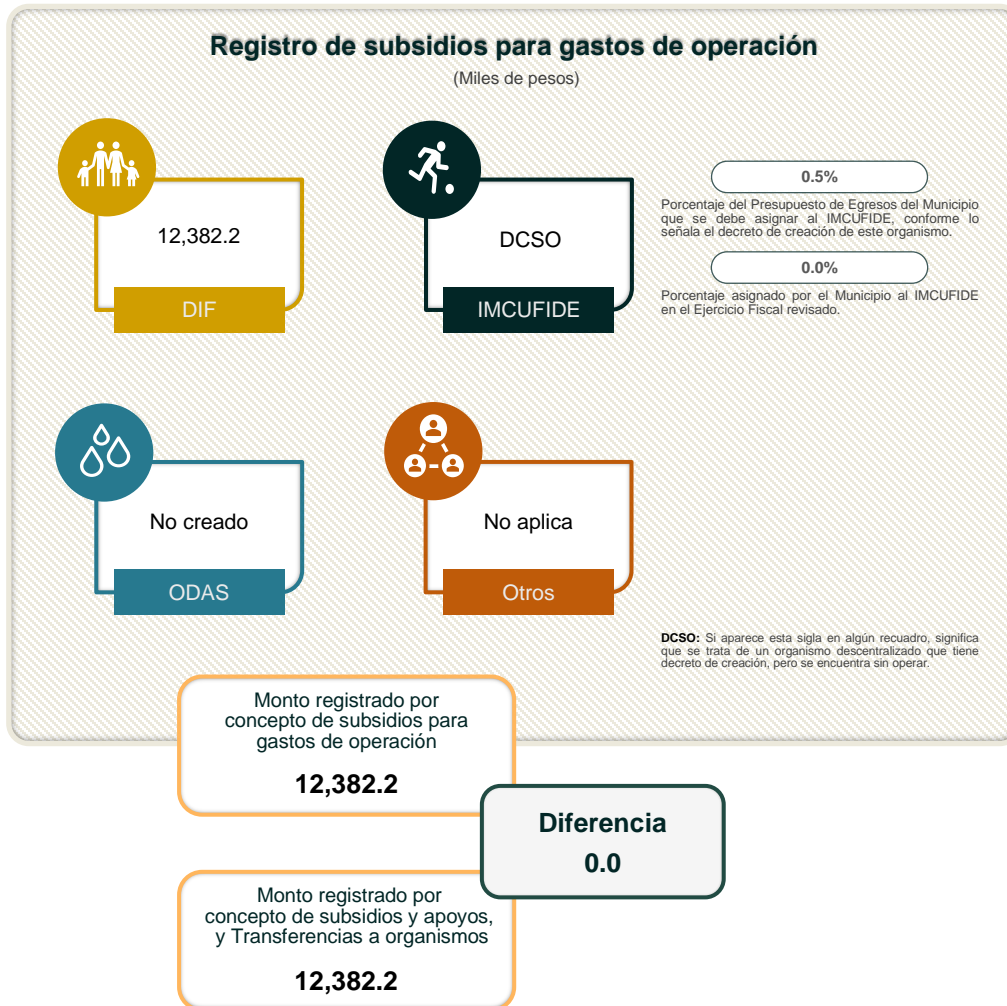 Registro de subsidios para gastos de operación
(Miles de pesos)
12,382.2
DIF
DCSO
IMCUFIDE
0.5%
Porcentaje del Presupuesto de Egresos del Municipio
que se debe asignar al IMCUFIDE, conforme lo
señala el decreto de creación de este organismo.
0.0%
Porcentaje asignado por el Municipio al IMCUFIDE
en el Ejercicio Fiscal revisado.
No creado
ODAS
No aplica
Otros
DCSO: Si aparece esta sigla en algún recuadro, significa
que se trata de un organismo descentralizado que tiene
decreto de creación, pero se encuentra sin operar.
Monto registrado por
concepto de subsidios para
gastos de operación
12,382.2
Diferencia
0.0
Monto registrado por
concepto de subsidios y apoyos,
y Transferencias a organismos
12,382.2